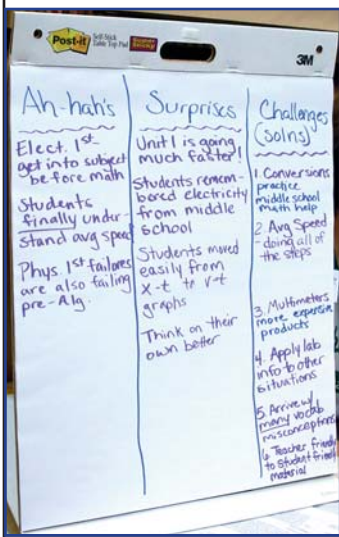 Post-it
Self-Stick
Table Top Pad
Super
Sticky
3M
Ah-hah's
Elect. 1st-
get into subject
before math
Students
finally under-
stand avg speed
Phys. 1st failores
are also failing
pre-Alg.
Surprises
Unit 1 is going
much faster!
Students remem-
bered electricity
from middle
school
Students moved
easily from
x-t to v-t
graphs
Think on their
own better
Challenges
(solns)
1. Conversions
practice
middle school
math help
2. Avg Speed
- doing all of
the steps
3. Multimeters
more expensive
products
4. Apply lab
info to other
situations
5. Arrive w/
many vocab
misconceptions
6. Teacher friendly
to student friendly
material